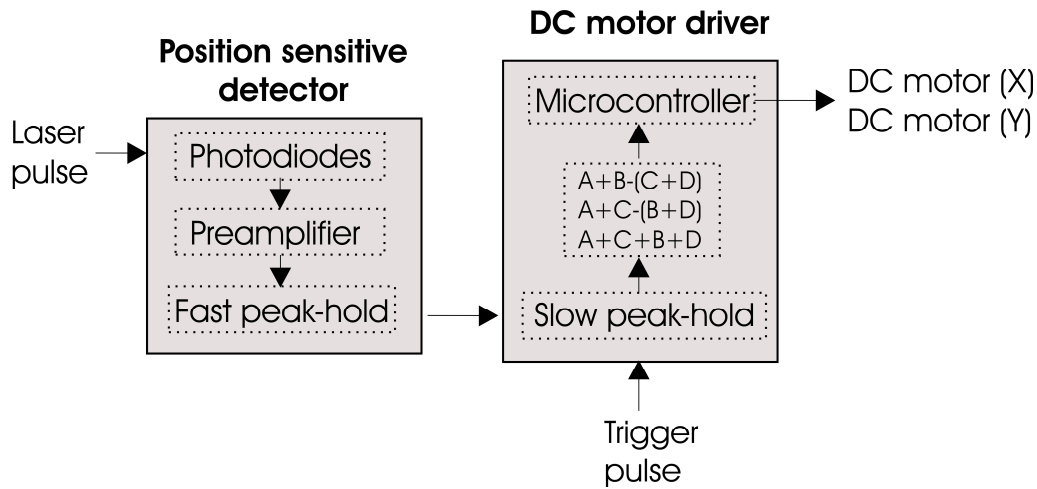 Position sensitive
detector
Laser
pulse
Photodiodes
Preamplifier
Fast peak-hold
DC motor driver
Microcontroller
A+B-(C+D)
A+C-(B+D)
A+C+B+D
Slow peak-hold
Trigger
pulse
DC motor (X)
DC motor (Y)